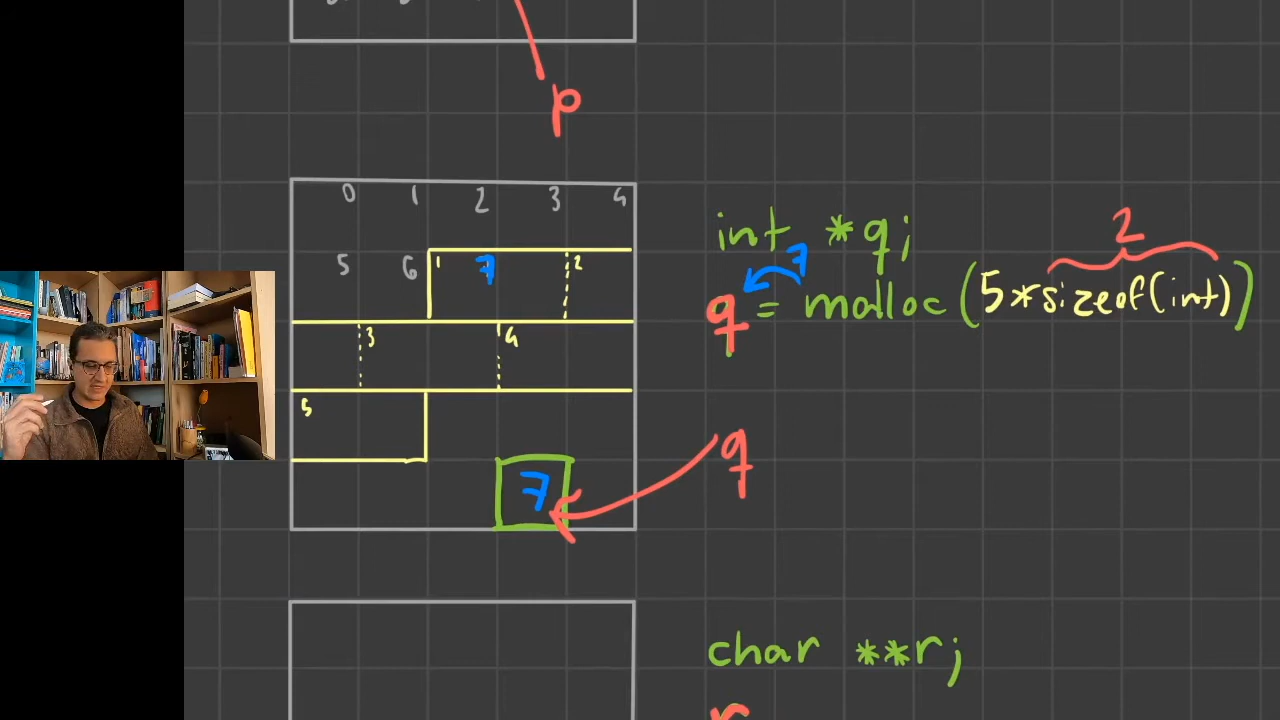 p
0 1 2 3 4
5 6 1 7 2
3 4
5
7
int *q;
7
2
q = malloc(5*sizeof(int))
q
char **r;
r